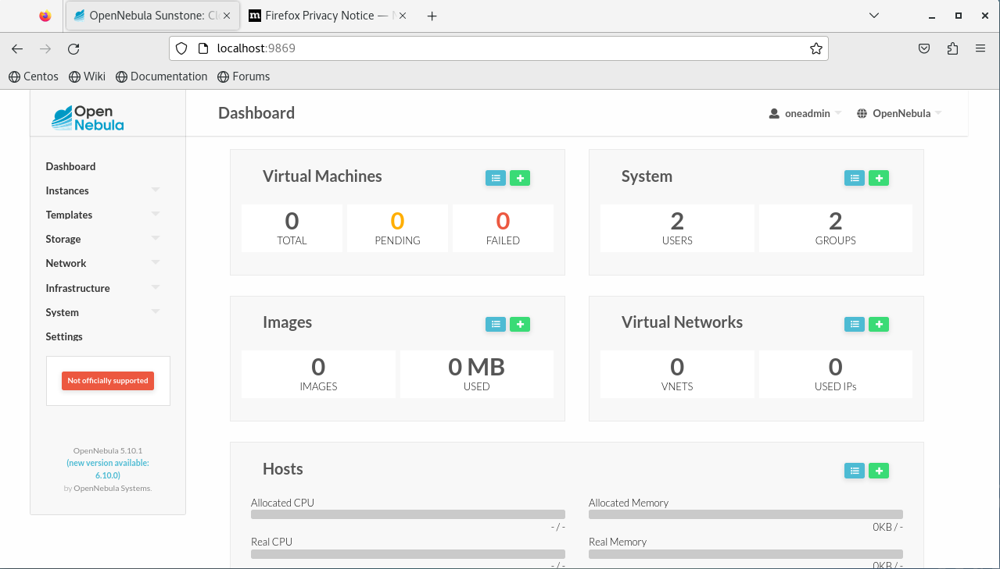 OpenNebula Sunstone: Cl
Firefox Privacy Notice —
localhost:9869
Centos
Wiki
Documentation
Forums
Open
Nebula
Dashboard
oneadmin
OpenNebula
Dashboard
Instances
Templates
Storage
Network
Infrastructure
System
Settings
Not officially supported
OpenNebula 5.10.1
(new version available:
6.10.0)
by OpenNebula Systems.
Virtual Machines
0
TOTAL
0
PENDING
0
FAILED
System
2
USERS
2
GROUPS
Images
0
IMAGES
0 MB
USED
Virtual Networks
0
VNETS
0
USED IPs
Hosts
Allocated CPU
- / -
Allocated Memory
0KB / -
Real CPU
- / -
Real Memory
0KB / -